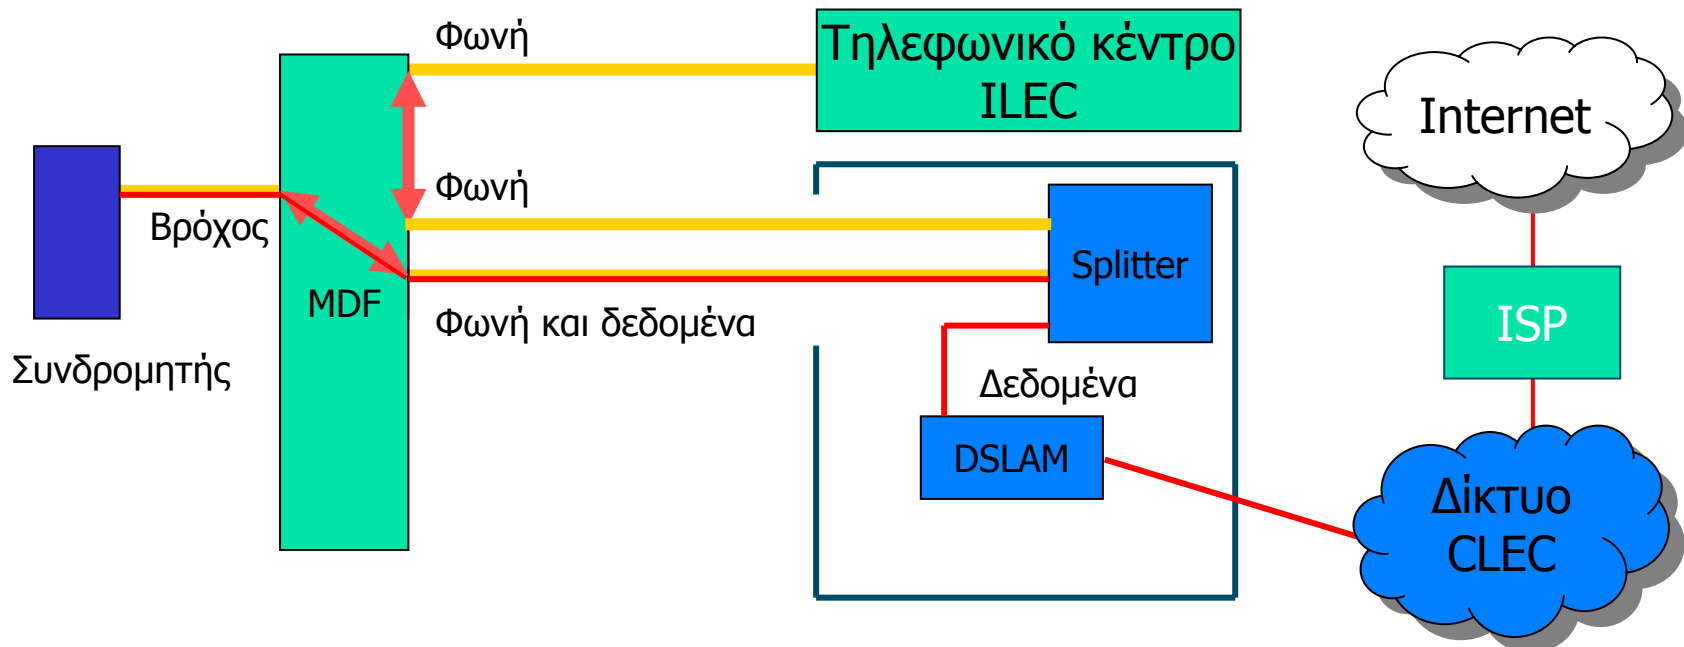 Φωνή
Τηλεφωνικό κέντρο
ILEC
Internet
Φωνή
Βρόχος
Splitter
MDF
Φωνή και δεδομένα
ISP
Συνδρομητής
Δεδομένα
DSLAM
Δίκτυο
CLEC